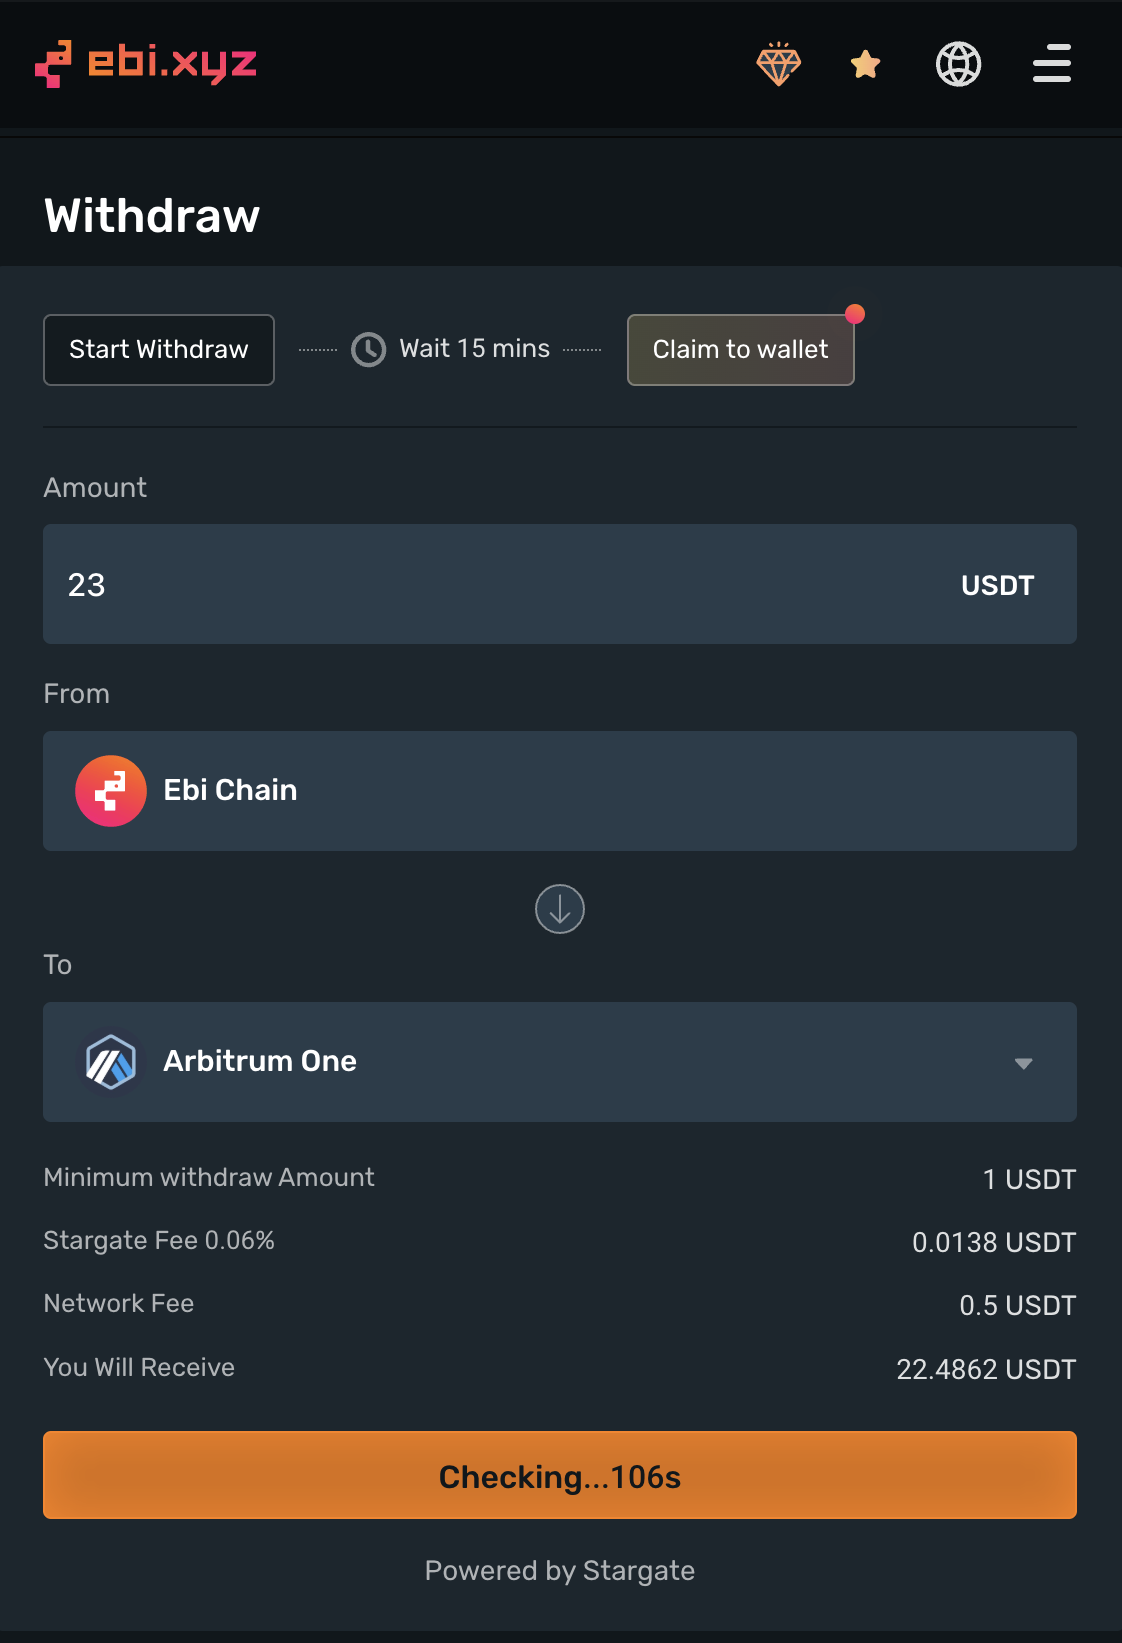 ebi.xyz
Withdraw
Start Withdraw
Wait 15 mins
Claim to wallet
Amount
23 USDT
From
Ebi Chain
To
Arbitrum One
Minimum withdraw Amount 1 USDT
Stargate Fee 0.06% 0.0138 USDT
Network Fee 0.5 USDT
You Will Receive 22.4862 USDT
Checking...106s
Powered by Stargate